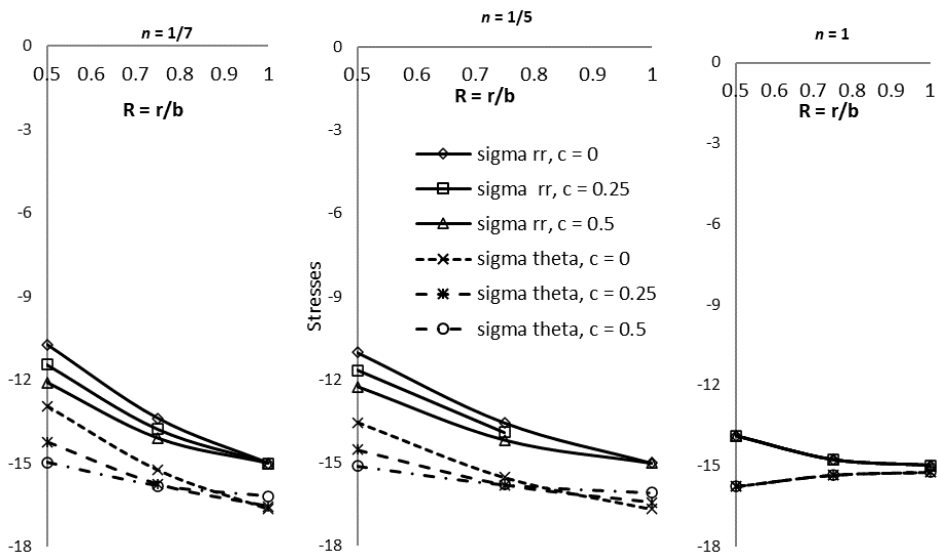 n = 1/7
0
0.5 0.6 0.7 0.8 0.9 1
R = r/b
-3
-6
-9
-12
-15
-18
n = 1/5
0
0.5 0.6 0.7 0.8 0.9 1
R = r/b
-3
-6
-9
-12
-15
-18
Stresses
sigma rr, c = 0
sigma rr, c = 0.25
sigma rr, c = 0.5
sigma theta, c = 0
sigma theta, c = 0.25
sigma theta, c = 0.5
n = 1
0
0.5 0.6 0.7 0.8 0.9 1
R = r/b
-3
-6
-9
-12
-15
-18